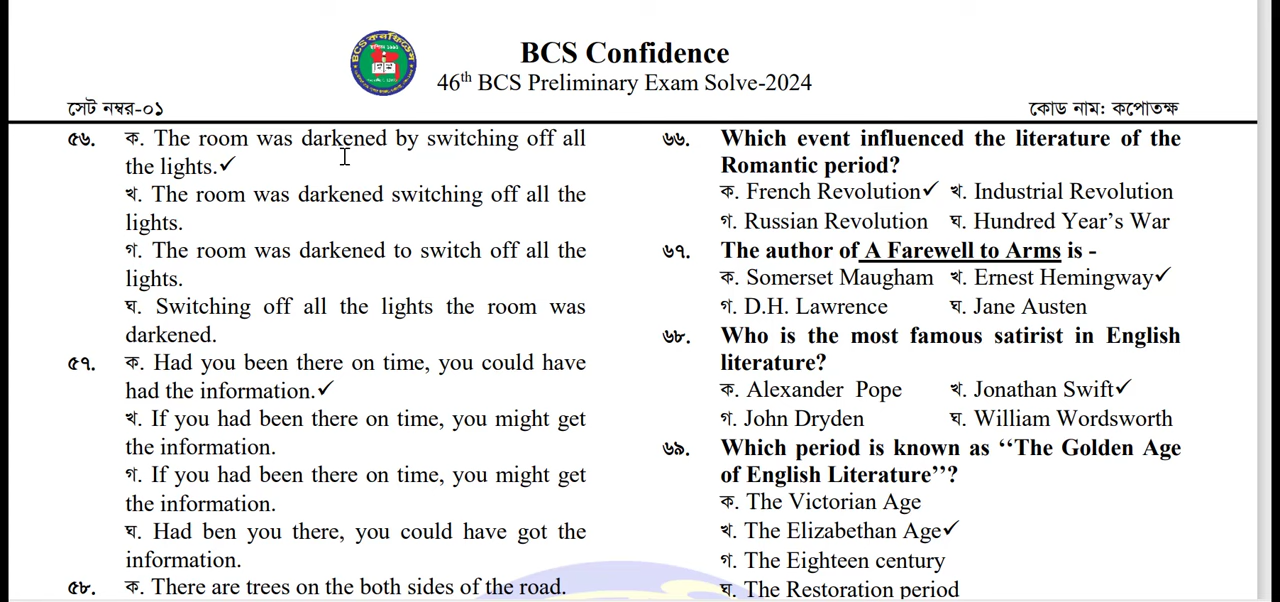 BCS Confidence
46th BCS Preliminary Exam Solve-2024
সেট নম্বর-০১
কোড নাম: কপোতক্ষ
৫৬. ক. The room was darkened by switching off all
the lights.✓
খ. The room was darkened switching off all the
lights.
গ. The room was darkened to switch off all the
lights.
ঘ. Switching off all the lights the room was
darkened.
৫৭. ক. Had you been there on time, you could have
had the information.✓
খ. If you had been there on time, you might get
the information.
গ. If you had been there on time, you might get
the information.
ঘ. Had ben you there, you could have got the
information.
৫৮. ক. There are trees on the both sides of the road.
৬৬. Which event influenced the literature of the
Romantic period?
ক. French Revolution✓ খ. Industrial Revolution
গ. Russian Revolution ঘ. Hundred Year’s War
৬৭. The author of A Farewell to Arms is -
ক. Somerset Maugham খ. Ernest Hemingway✓
গ. D.H. Lawrence ঘ. Jane Austen
৬৮. Who is the most famous satirist in English
literature?
ক. Alexander Pope খ. Jonathan Swift✓
গ. John Dryden ঘ. William Wordsworth
৬৯. Which period is known as ‘‘The Golden Age
of English Literature’’?
ক. The Victorian Age
খ. The Elizabethan Age✓
গ. The Eighteen century
ঘ. The Restoration period